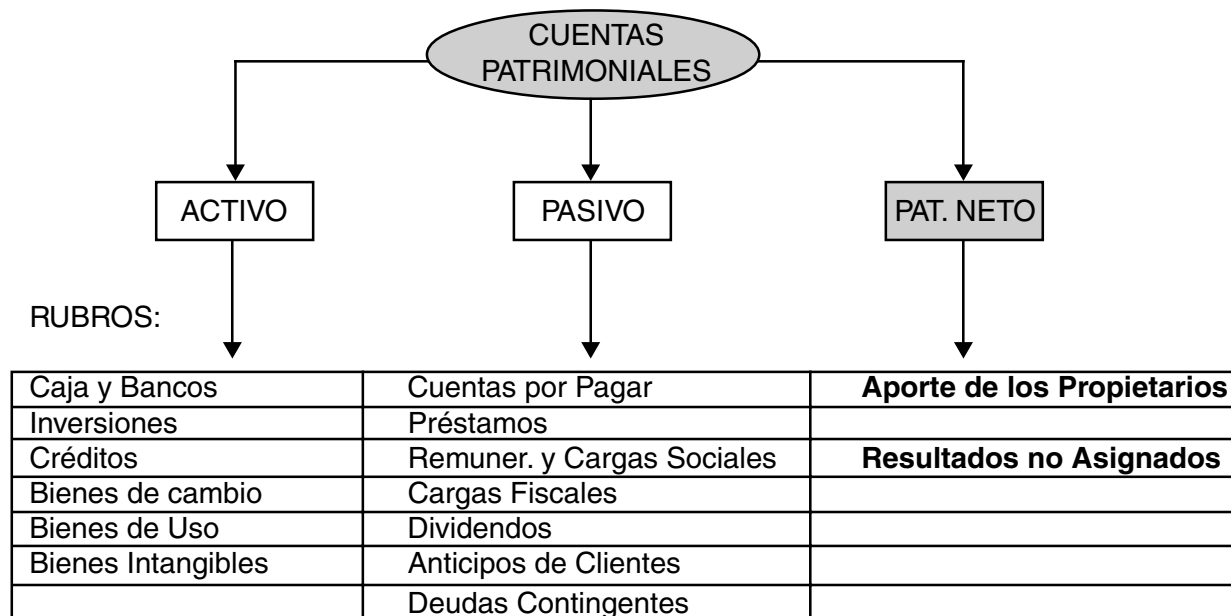 CUENTAS
PATRIMONIALES
ACTIVO
PASIVO
PAT. NETO
RUBROS:
Caja y Bancos Cuentas por Pagar Aporte de los Propietarios
Inversiones Préstamos
Créditos Remuner. y Cargas Sociales Resultados no Asignados
Bienes de cambio Cargas Fiscales
Bienes de Uso Dividendos
Bienes Intangibles Anticipos de Clientes
Deudas Contingentes